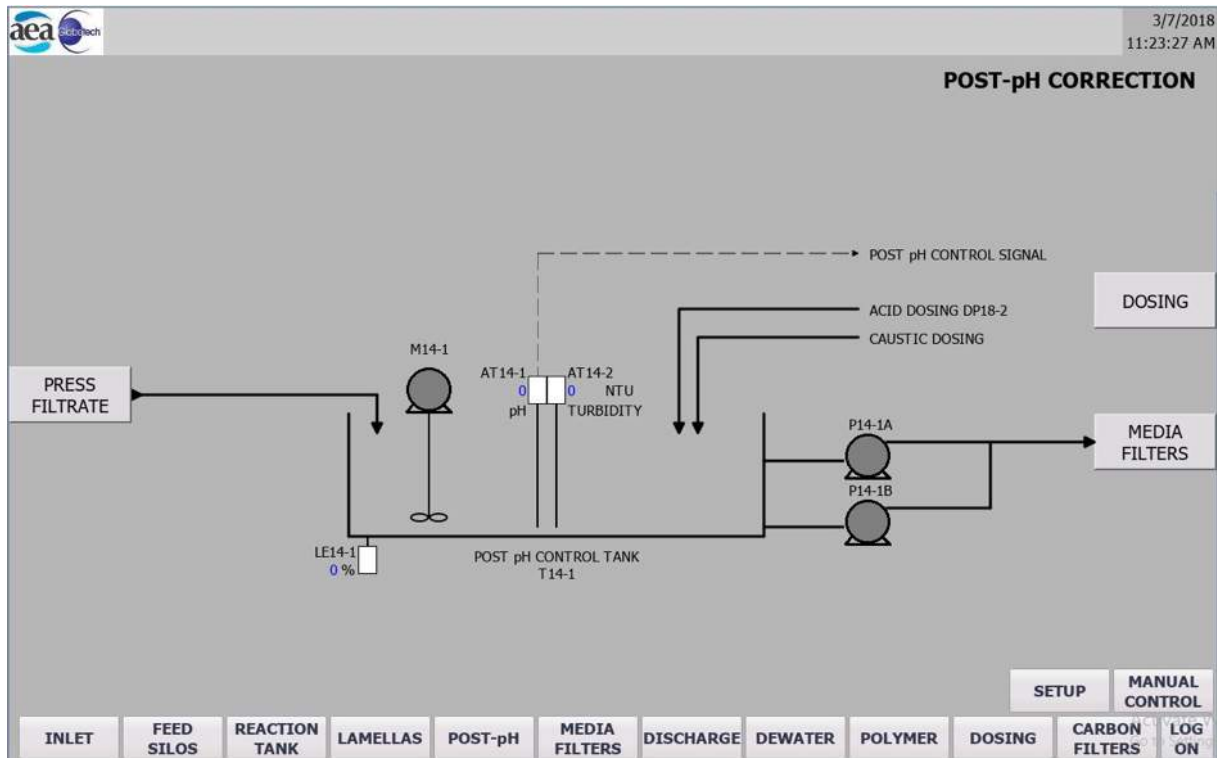 aea Globaltech
3/7/2018
11:23:27 AM
POST-pH CORRECTION
POST pH CONTROL SIGNAL
DOSING
ACID DOSING DP18-2
CAUSTIC DOSING
M14-1
AT14-1
AT14-2
0
0 NTU
pH
TURBIDITY
PRESS
FILTRATE
P14-1A
MEDIA
FILTERS
P14-1B
LE14-1
0 %
POST pH CONTROL TANK
T14-1
SETUP
MANUAL
CONTROL
INLET
FEED
SILOS
REACTION
TANK
LAMELLAS
POST-pH
MEDIA
FILTERS
DISCHARGE
DEWATER
POLYMER
DOSING
CARBON
FILTERS
LOG
ON